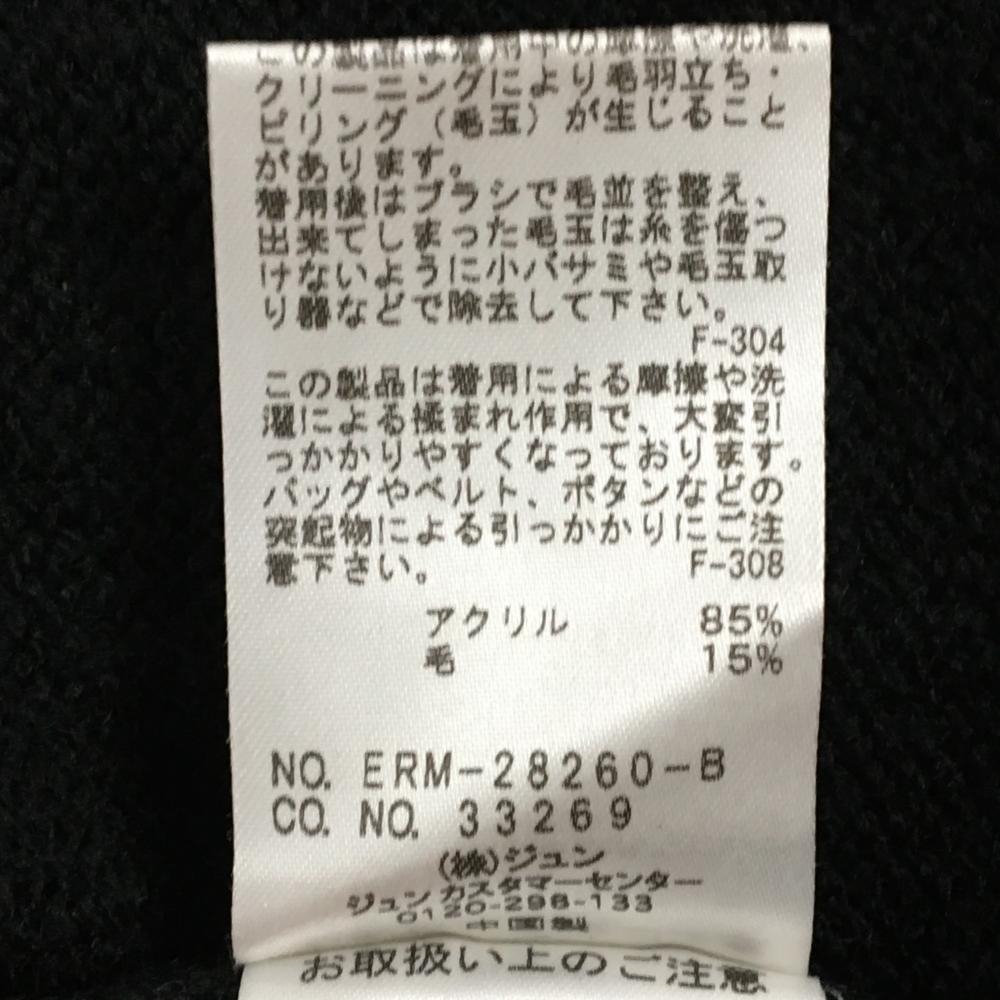 この製品は着用中の摩擦や洗濯、
クリーニングにより毛羽立ち・
ピリング（毛玉）が生じること
があります。
着用後はブラシで毛並を整え、
出来てしまった毛玉は糸を傷つ
けないように小バサミや毛玉取
り器などで除去して下さい。
F-304
この製品は着用による摩擦や洗
濯による揉まれ作用で、大変引
っかかりやすくなっております。
バッグやベルト、ボタンなどの
突起物による引っかかりにご注
意下さい。 F-308
アクリル 85%
毛 15%
NO. ERM-28260-B
CO. NO. 33269
(株)ジュン
ジュンカスタマーセンター
0120-298-133
中国製
お取扱い上のご注意